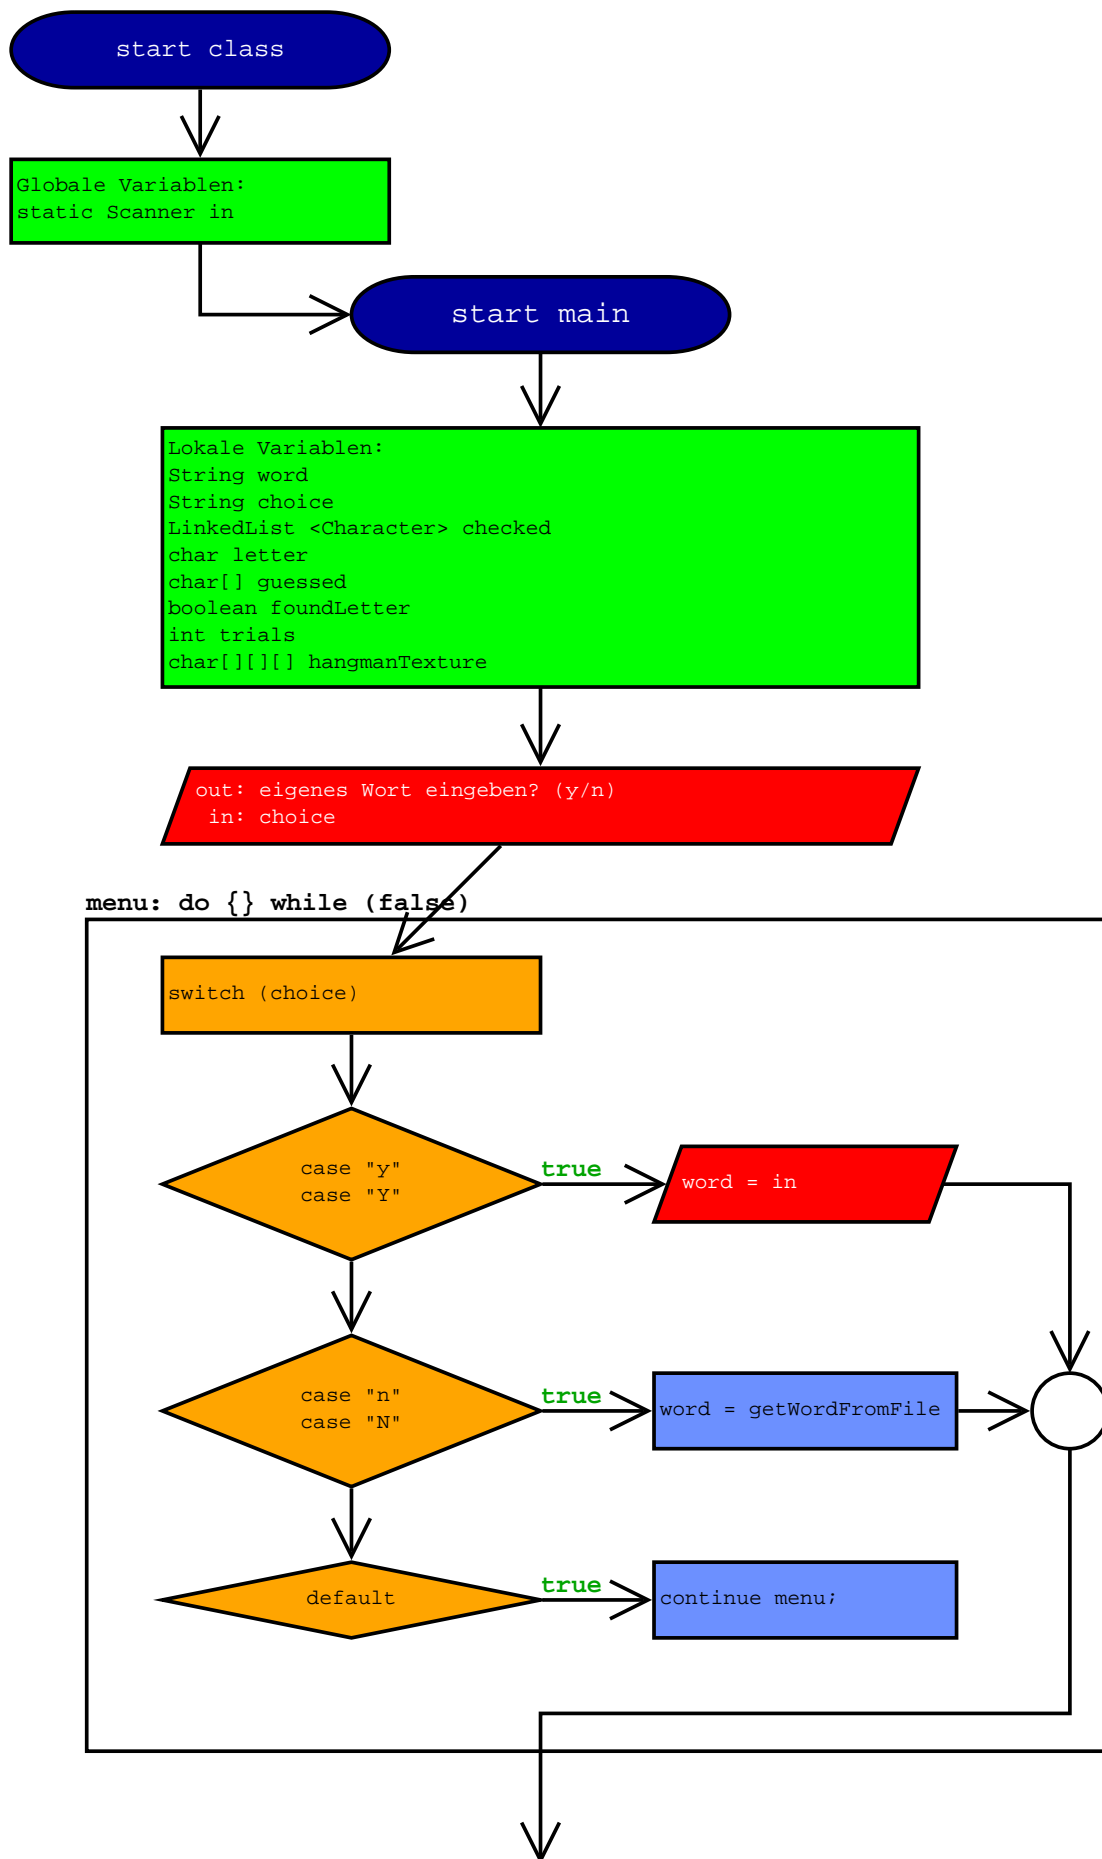 start class
Globale Variablen:
static Scanner in
start main
Lokale Variablen:
String word
String choice
LinkedList <Character> checked
char letter
char[] guessed
boolean foundLetter
int trials
char[][][] hangmanTexture
out: eigenes Wort eingeben? (y/n)
in: choice
menu: do {} while (false)
switch (choice)
case "y"
case "Y"
true
word = in
case "n"
case "N"
true
word = getWordFromFile
default
true
continue menu;